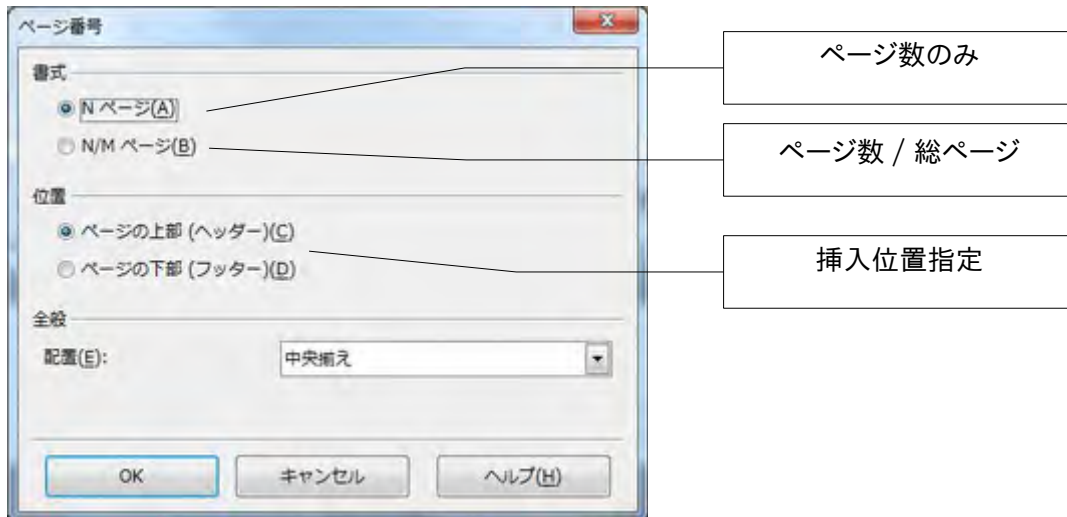 ページ番号
書式
N ページ(A)
N/M ページ(B)
位置
ページの上部 (ヘッダー)(C)
ページの下部 (フッター)(D)
全般
配置(E):
中央揃え
OK
キャンセル
ヘルプ(H)
ページ数のみ
ページ数 / 総ページ
挿入位置指定